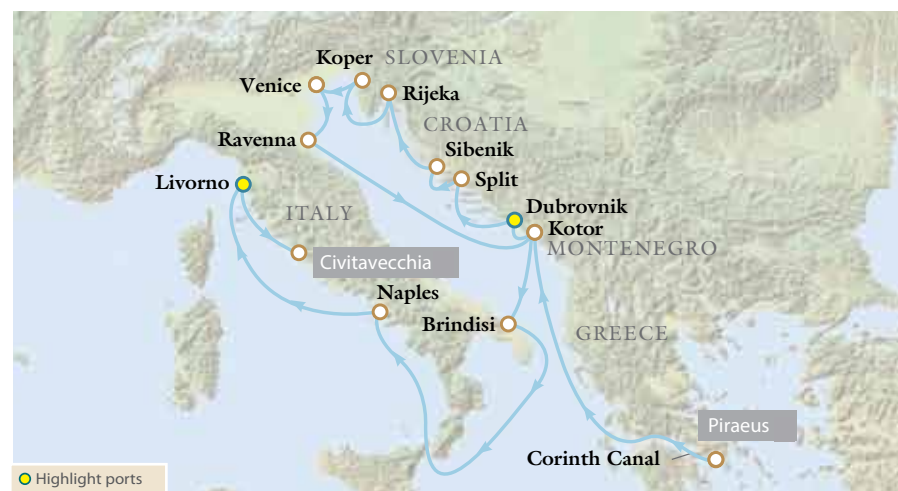 Koper
SLOVENIA
Venice
Rijeka
CROATIA
Ravenna
Sibenik
Split
Livorno
Dubrovnik
ITALY
Kotor
MONTENEGRO
Civitavecchia
Naples
Brindisi
GREECE
Piraeus
Corinth Canal
Highlight ports